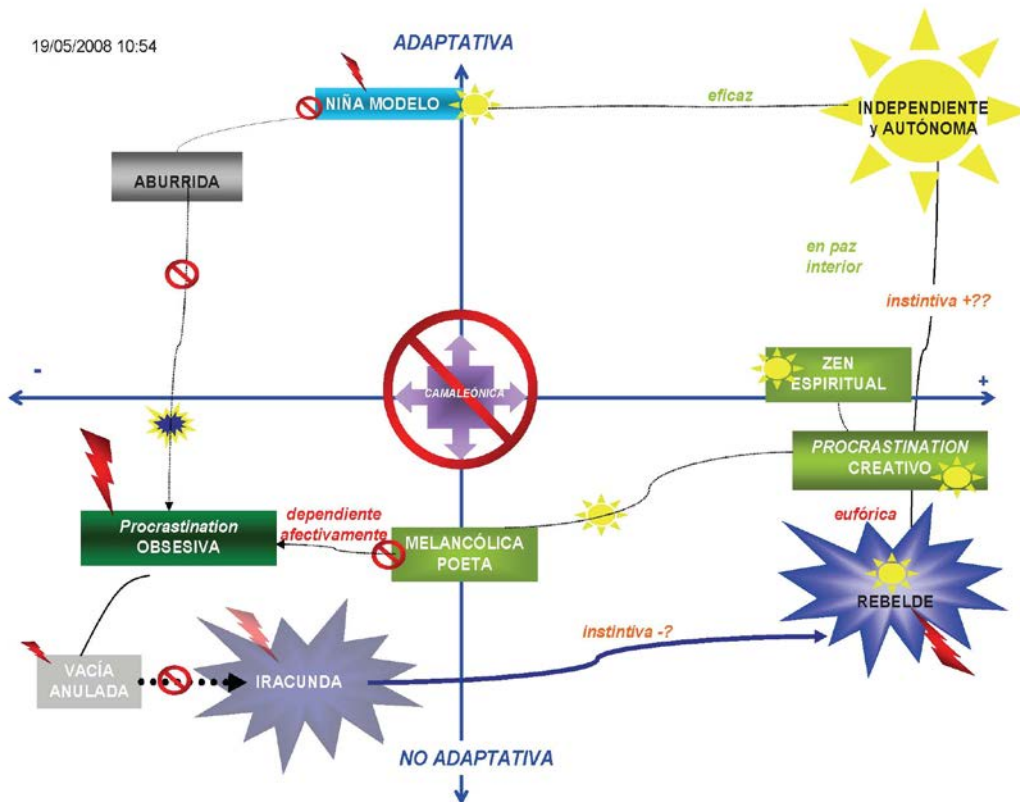 19/05/2008 10:54
ADAPTATIVA
NIÑA MODELO
eficaz
INDEPENDIENTE
y AUTÓNOMA
ABURRIDA
en paz
interior
instintiva +??
-
CAMALEÓNICA
ZEN
ESPIRITUAL
+
PROCRASTINATION
CREATIVO
Procrastination
OBSESIVA
dependiente
afectivamente
MELANCÓLICA
POETA
eufórica
REBELDE
instintiva -?
VACÍA
ANULADA
IRACUNDA
NO ADAPTATIVA